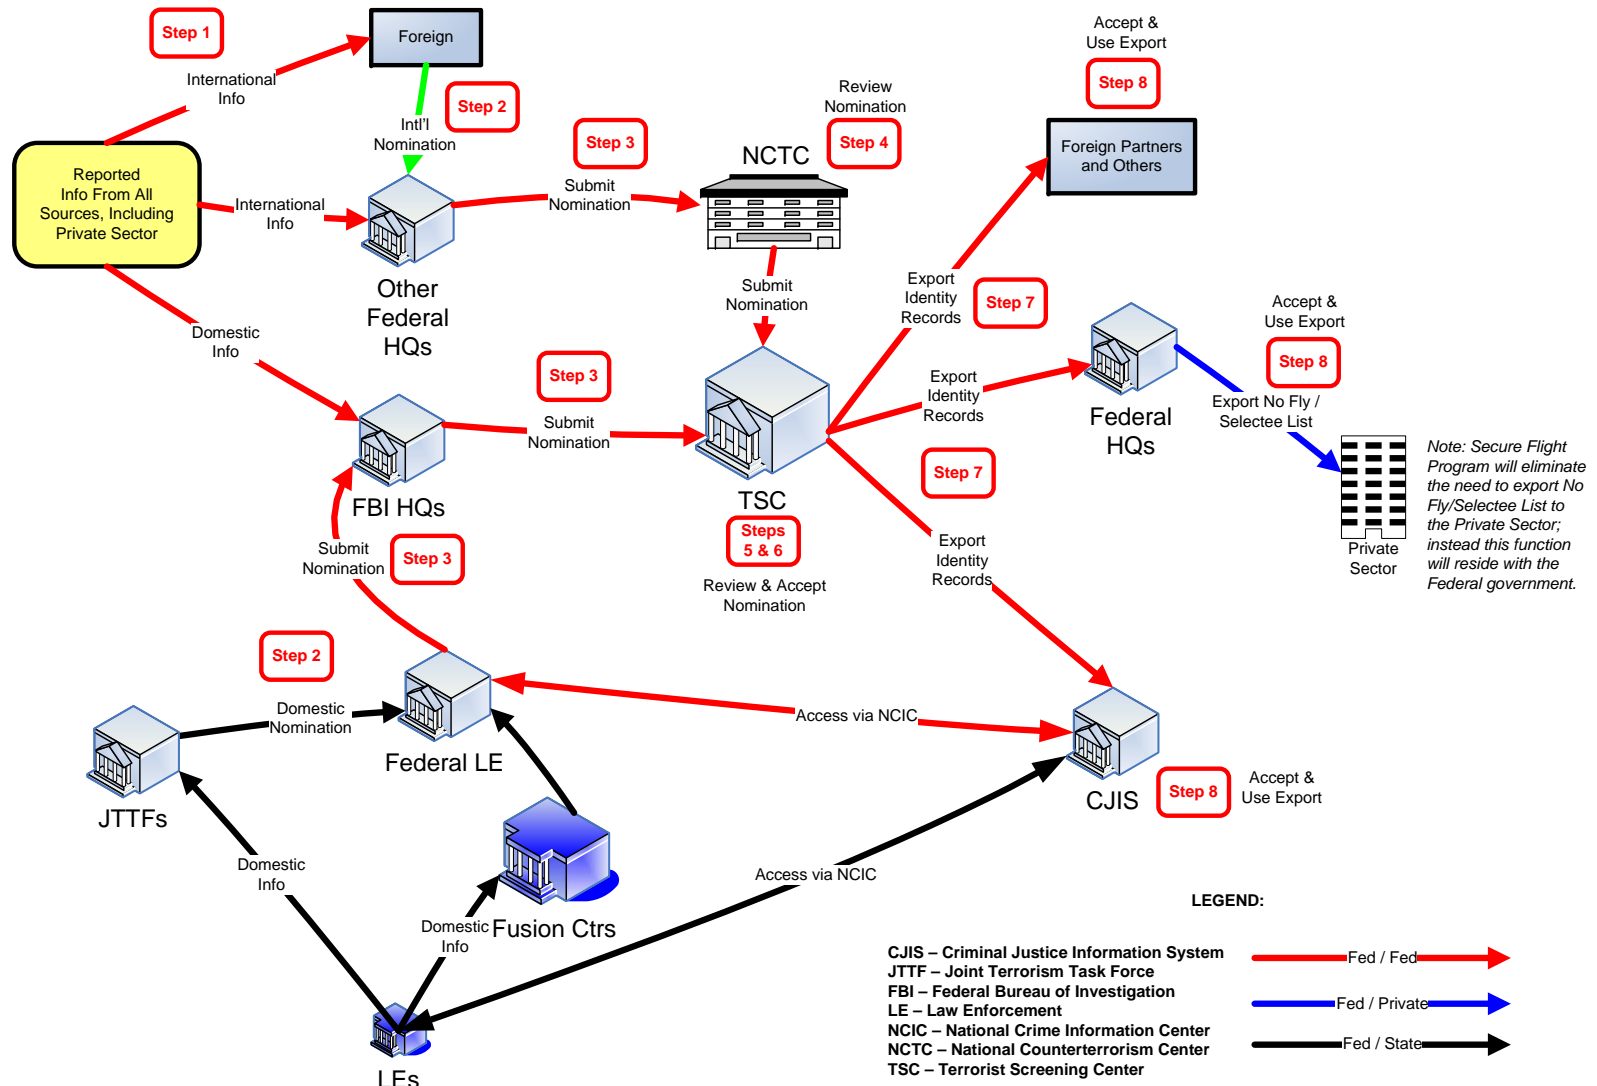 Step 1
Foreign
International
Info
Step 2
Intl'l
Nomination
Reported
Info From All
Sources, Including
Private Sector
International
Info
Other
Federal
HQs
Step 3
Submit
Nomination
Review
Nomination
Step 4
NCTC
Submit
Nomination
Accept &
Use Export
Step 8
Foreign Partners
and Others
Export
Identity
Records
Step 7
Domestic
Info
Step 3
Submit
Nomination
FBI HQs
TSC
Steps
5 & 6
Review & Accept
Nomination
Export
Identity
Records
Federal
HQs
Accept &
Use Export
Step 8
Export No Fly /
Selectee List
Private
Sector
Note: Secure Flight
Program will eliminate
the need to export No
Fly/Selectee List to
the Private Sector;
instead this function
will reside with the
Federal government.
Step 7
Export
Identity
Records
Submit
Nomination
Step 3
Step 2
Domestic
Nomination
JTTFs
Federal LE
Access via NCIC
CJIS
Step 8
Accept &
Use Export
Domestic
Info
Domestic
Info
Fusion Ctrs
Access via NCIC
LEs
LEGEND:
CJIS – Criminal Justice Information System
JTTF – Joint Terrorism Task Force
FBI – Federal Bureau of Investigation
LE – Law Enforcement
NCIC – National Crime Information Center
NCTC – National Counterterrorism Center
TSC – Terrorist Screening Center
Fed / Fed
Fed / Private
Fed / State